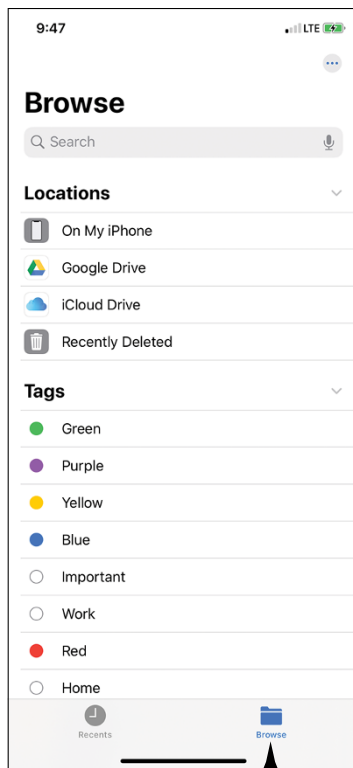 9:47 LTE
Browse
Search
Locations
On My iPhone
Google Drive
iCloud Drive
Recently Deleted
Tags
Green
Purple
Yellow
Blue
Important
Work
Red
Home
Recents Browse